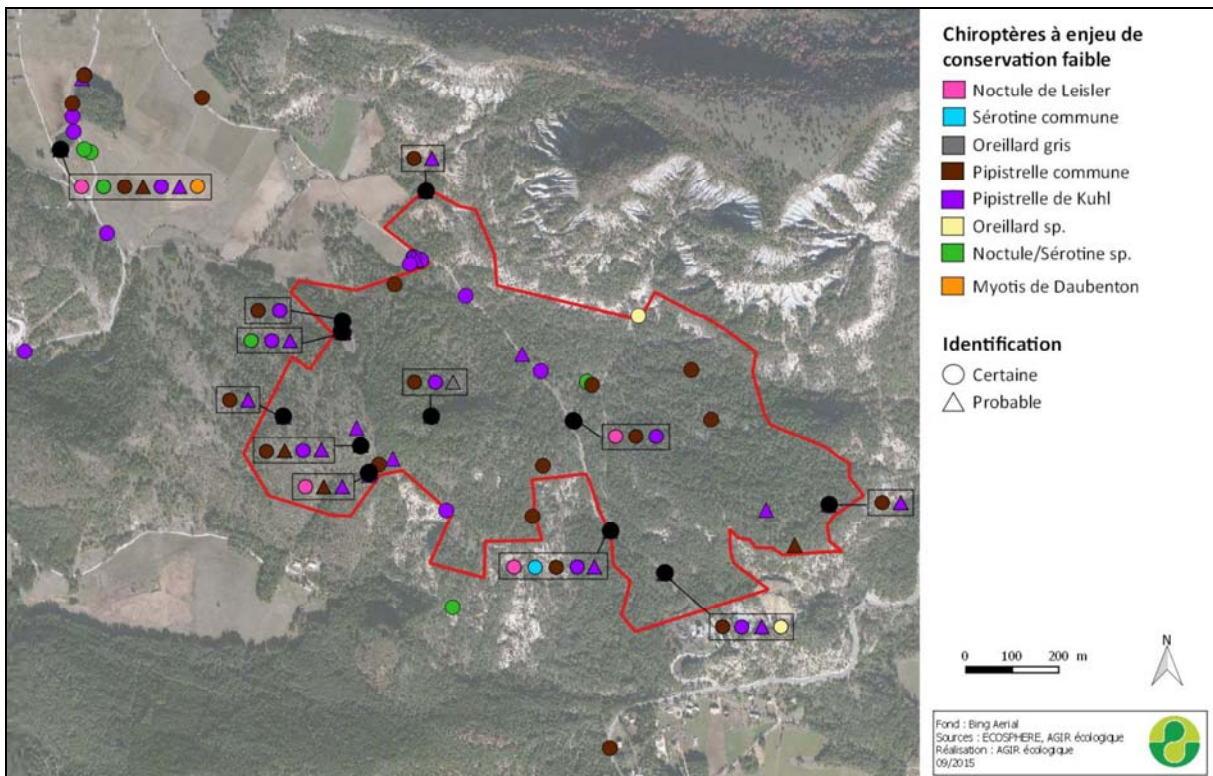 Chiroptères à enjeu de
conservation faible
Noctule de Leisler
Sérotine commune
Oreillard gris
Pipistrelle commune
Pipistrelle de Kuhl
Oreillard sp.
Noctule/Sérotine sp.
Myotis de Daubenton
Identification
Certaine
Probable
N
0 100 200 m
Fond : Bing Aerial
Sources : ECOSPHERE, AGIR écologique
Réalisation : AGIR écologique
09/2015